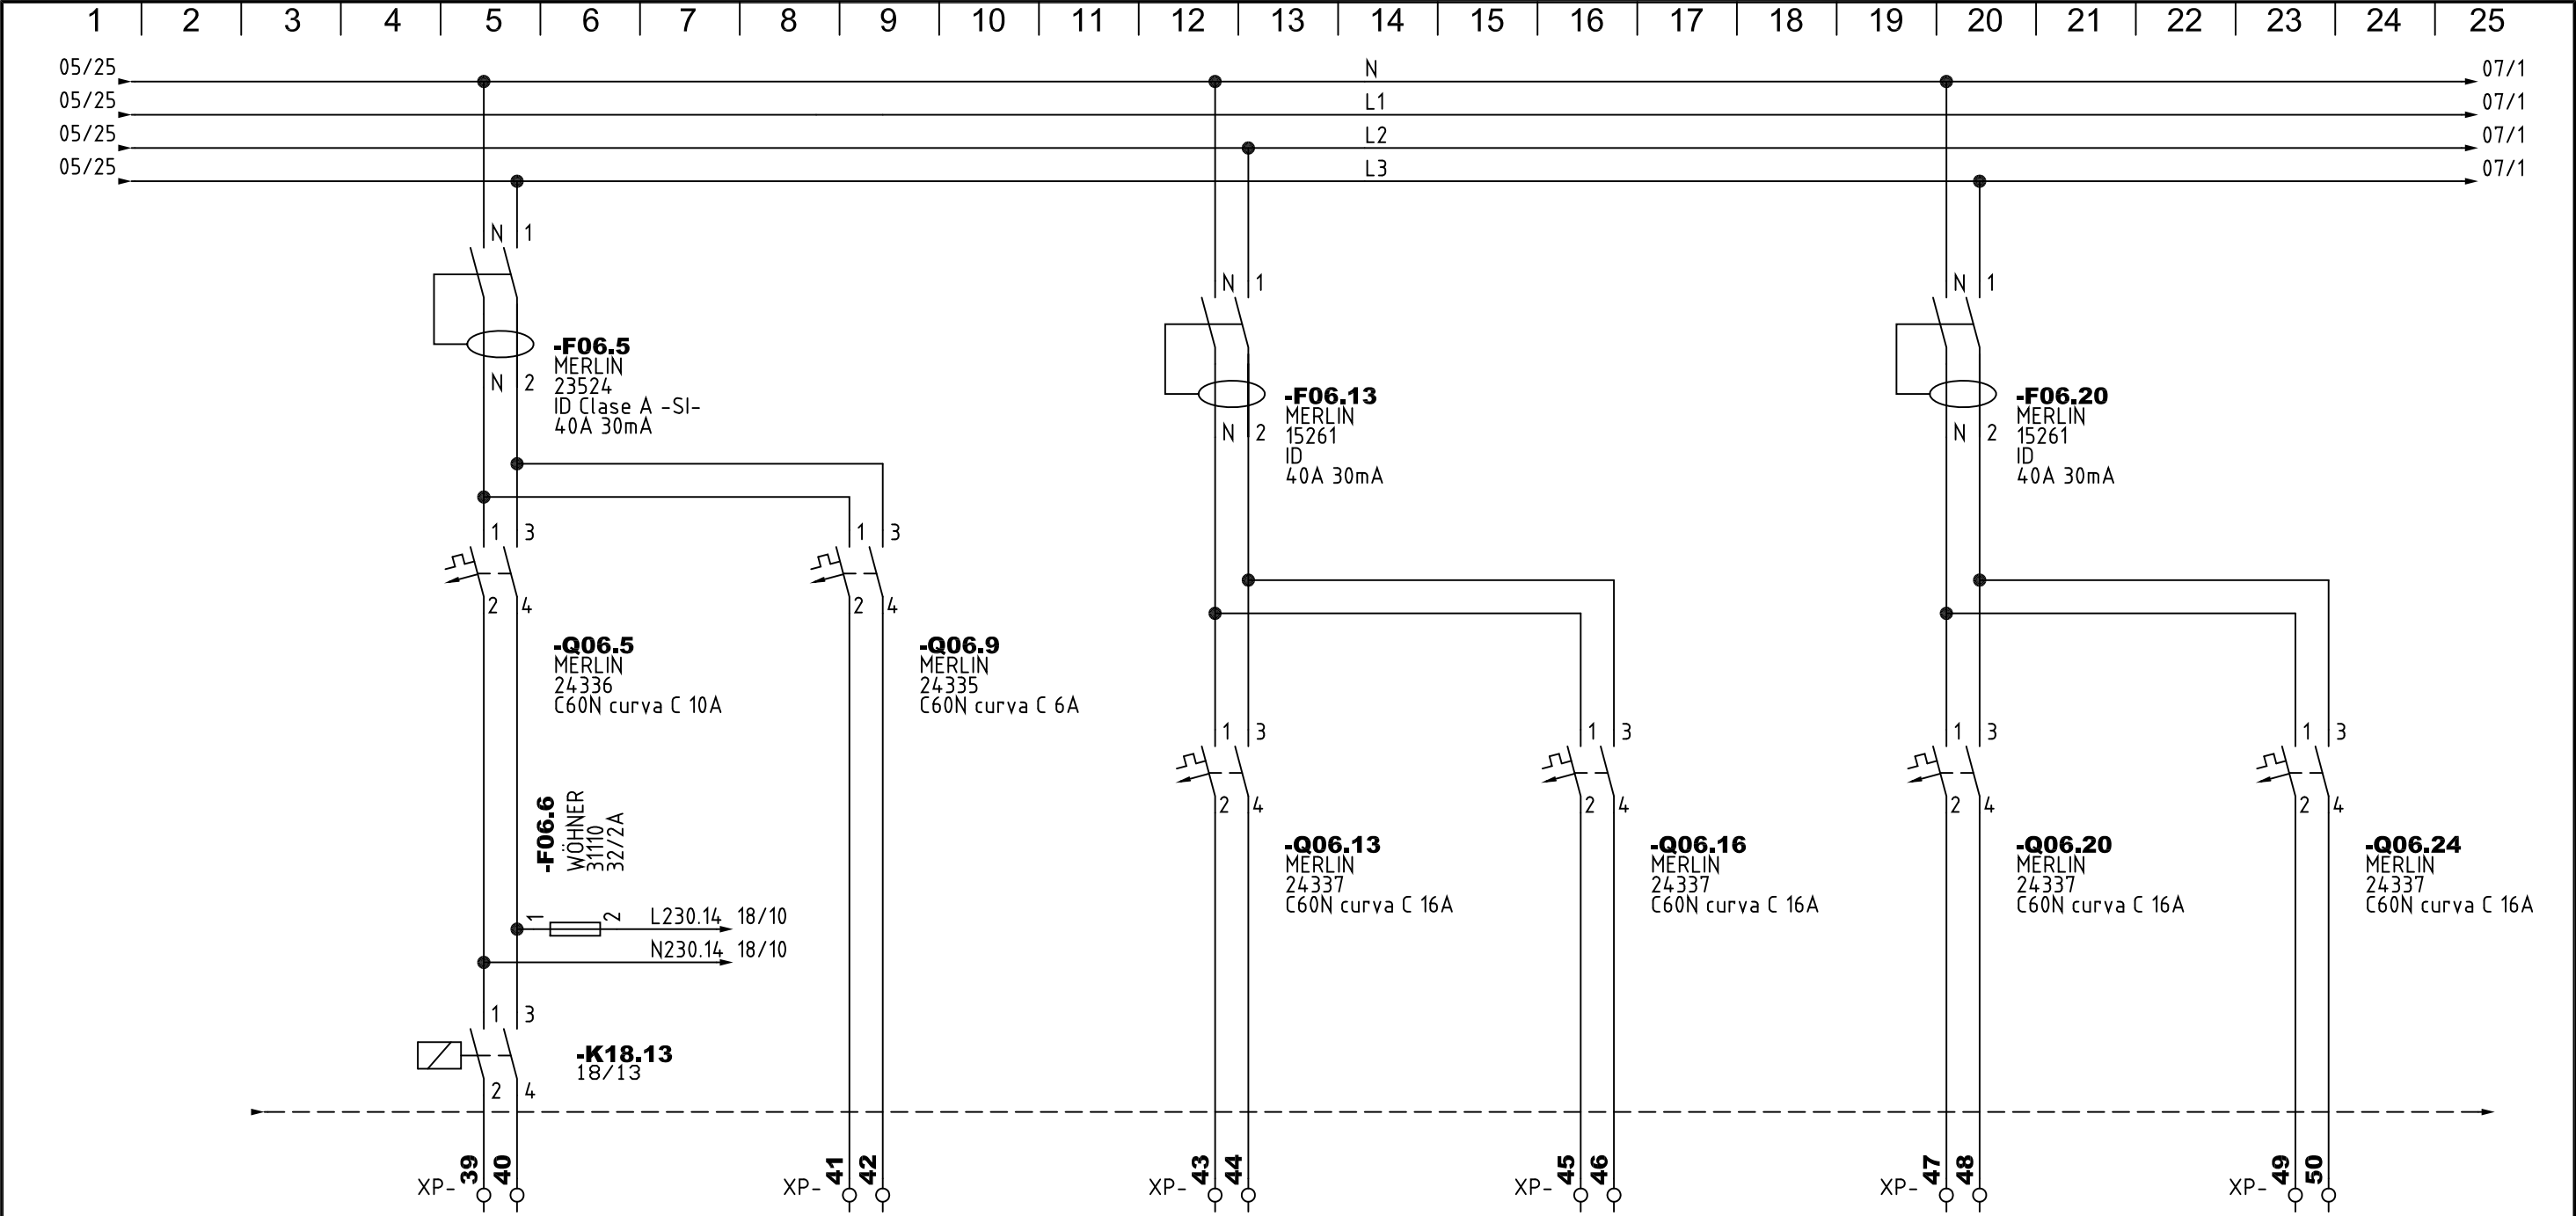 1 2 3 4 5 6 7 8 9 10 11 12 13 14 15 16 17 18 19 20 21 22 23 24 25
05/25 N 07/1
05/25 L1 07/1
05/25 L2 07/1
05/25 L3 07/1
N 1
N 1
N 1
-F06.5
MERLIN
23524
ID Clase A -SI-
40A 30mA
N 2
-F06.13
MERLIN
15261
ID
40A 30mA
N 2
-F06.20
MERLIN
15261
ID
40A 30mA
N 2
1 3
2 4
1 3
2 4
-Q06.5
MERLIN
24336
C60N curva C 10A
-Q06.9
MERLIN
24335
C60N curva C 6A
1 3
2 4
1 3
2 4
1 3
2 4
1 3
2 4
-F06.6
WÖHNER
31110
32/2A
-Q06.13
MERLIN
24337
C60N curva C 16A
-Q06.16
MERLIN
24337
C60N curva C 16A
-Q06.20
MERLIN
24337
C60N curva C 16A
-Q06.24
MERLIN
24337
C60N curva C 16A
1 2 L230.14 18/10
N230.14 18/10
1 3
-K18.13
18/13
2 4
XP- 39 40
XP- 41 42
XP- 43 44
XP- 45 46
XP- 47 48
XP- 49 50